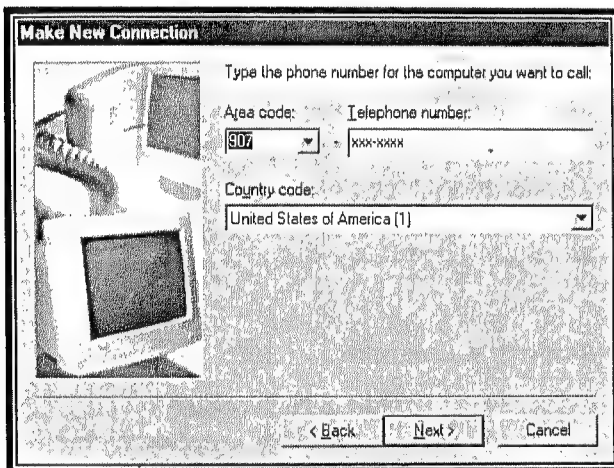 Make New Connection
Type the phone number for the computer you want to call:
Area code: Telephone number:
907 - xxx-xxxx
Country code:
United States of America (1)
< Back Next > Cancel